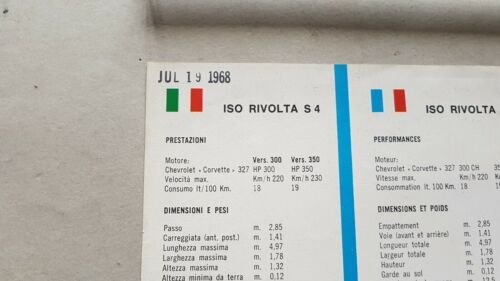 JUL 19 1968
ISO RIVOLTA S 4
PRESTAZIONI
Motore: Vers. 300 Vers. 350
Chevrolet «Corvette» 327 HP 300 HP 350
Velocità max. Km/h 220 Km/h 230
Consumo lt/100 Km. 18 19
DIMENSIONI E PESI
Passo m. 2,85
Carreggiata (ant. post.) m. 1,41
Lunghezza massima m. 4,97
Larghezza massima m. 1,78
Altezza massima m. 1,32
Altezza minima da terra m. 0,12
ISO RIVOLTA
PERFORMANCES
Moteur:
Chevrolet «Corvette» 327 300 CH 35
Vitesse max. Km/h 220
Consommation lt. 100 Km. 18
DIMENSIONS ET POIDS
Empattement m. 2,85
Voie (avant et arrière) m. 1,41
Longueur totale m. 4,97
Largeur totale m. 1,78
Hauteur m. 1,32
Garde au sol m. 0,12